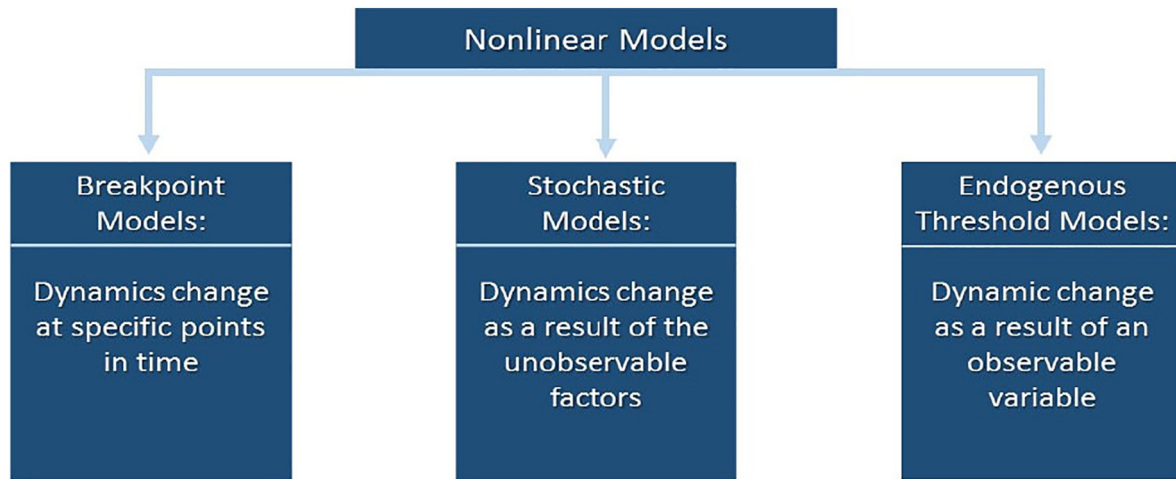 Nonlinear Models
Breakpoint
Models:
Dynamics change
at specific points
in time
Stochastic
Models:
Dynamics change
as a result of the
unobservable
factors
Endogenous
Threshold Models:
Dynamic change
as a result of an
observable
variable